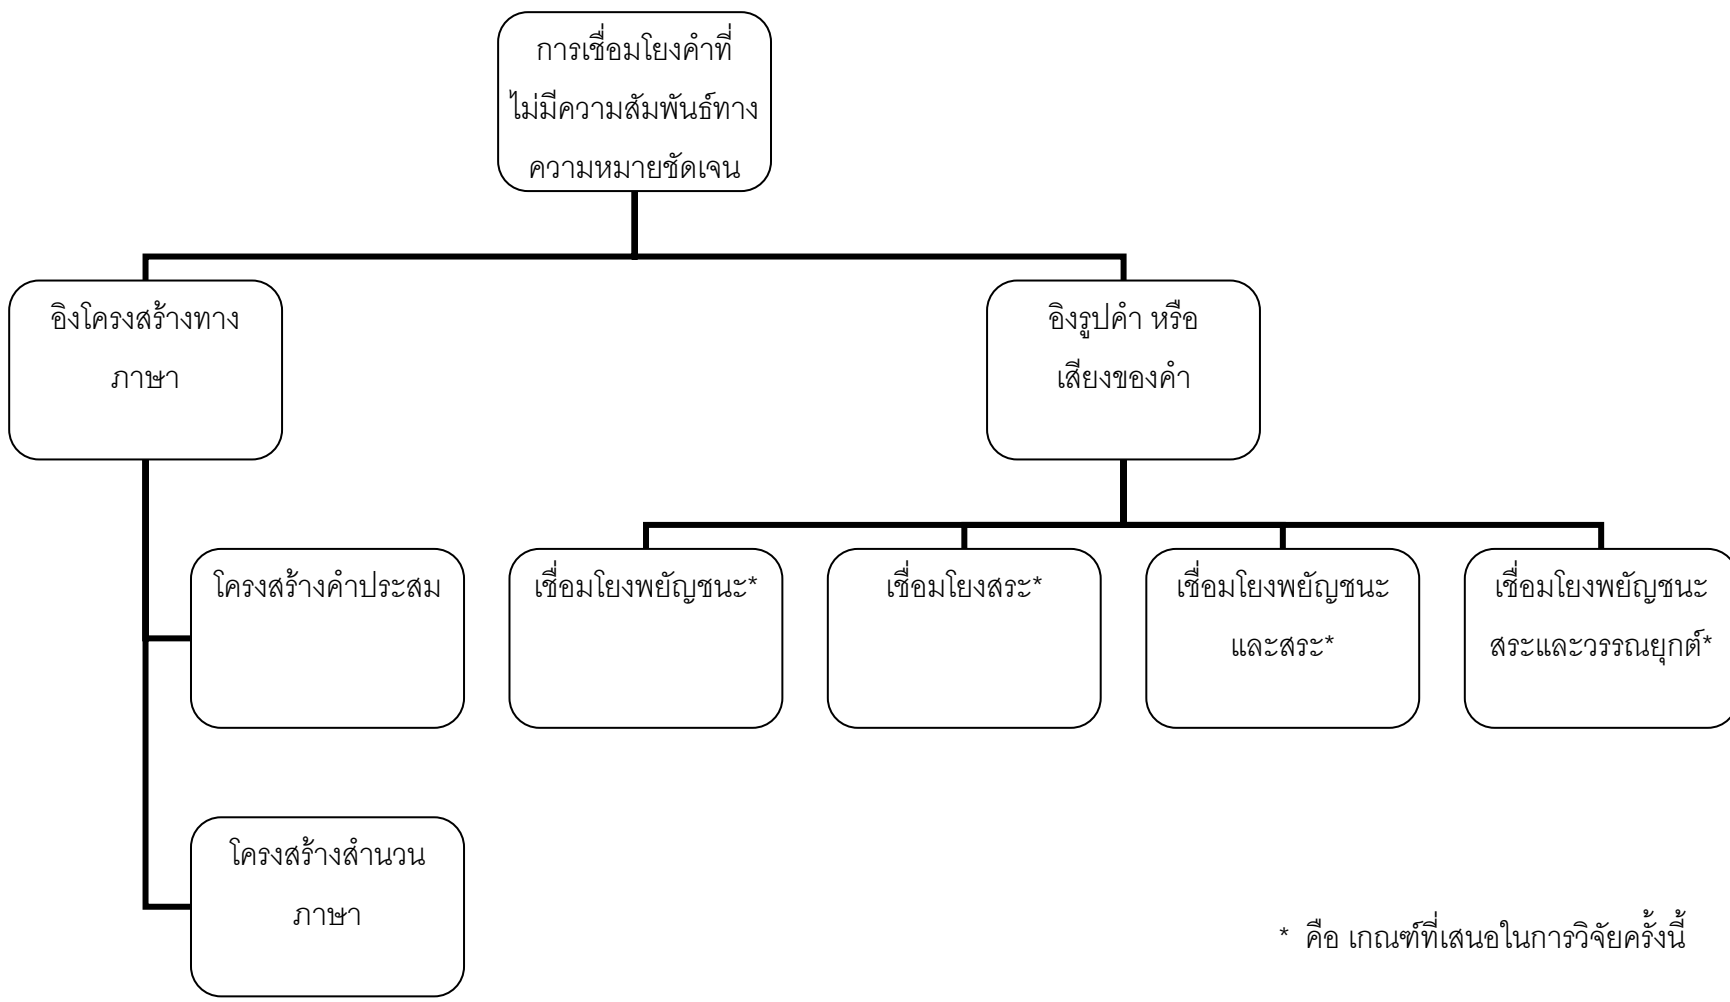 การเชื่อมโยงคำที่
ไม่มีความสัมพันธ์ทาง
ความหมายชัดเจน
อิงโครงสร้างทาง
ภาษา
อิงรูปคำ หรือ
เสียงของคำ
โครงสร้างคำประสม
เชื่อมโยงพยัญชนะ*
เชื่อมโยงสระ*
เชื่อมโยงพยัญชนะ
และสระ*
เชื่อมโยงพยัญชนะ
สระและวรรณยุกต์*
โครงสร้างสำนวน
ภาษา
* คือ เกณฑ์ที่เสนอในการวิจัยครั้งนี้